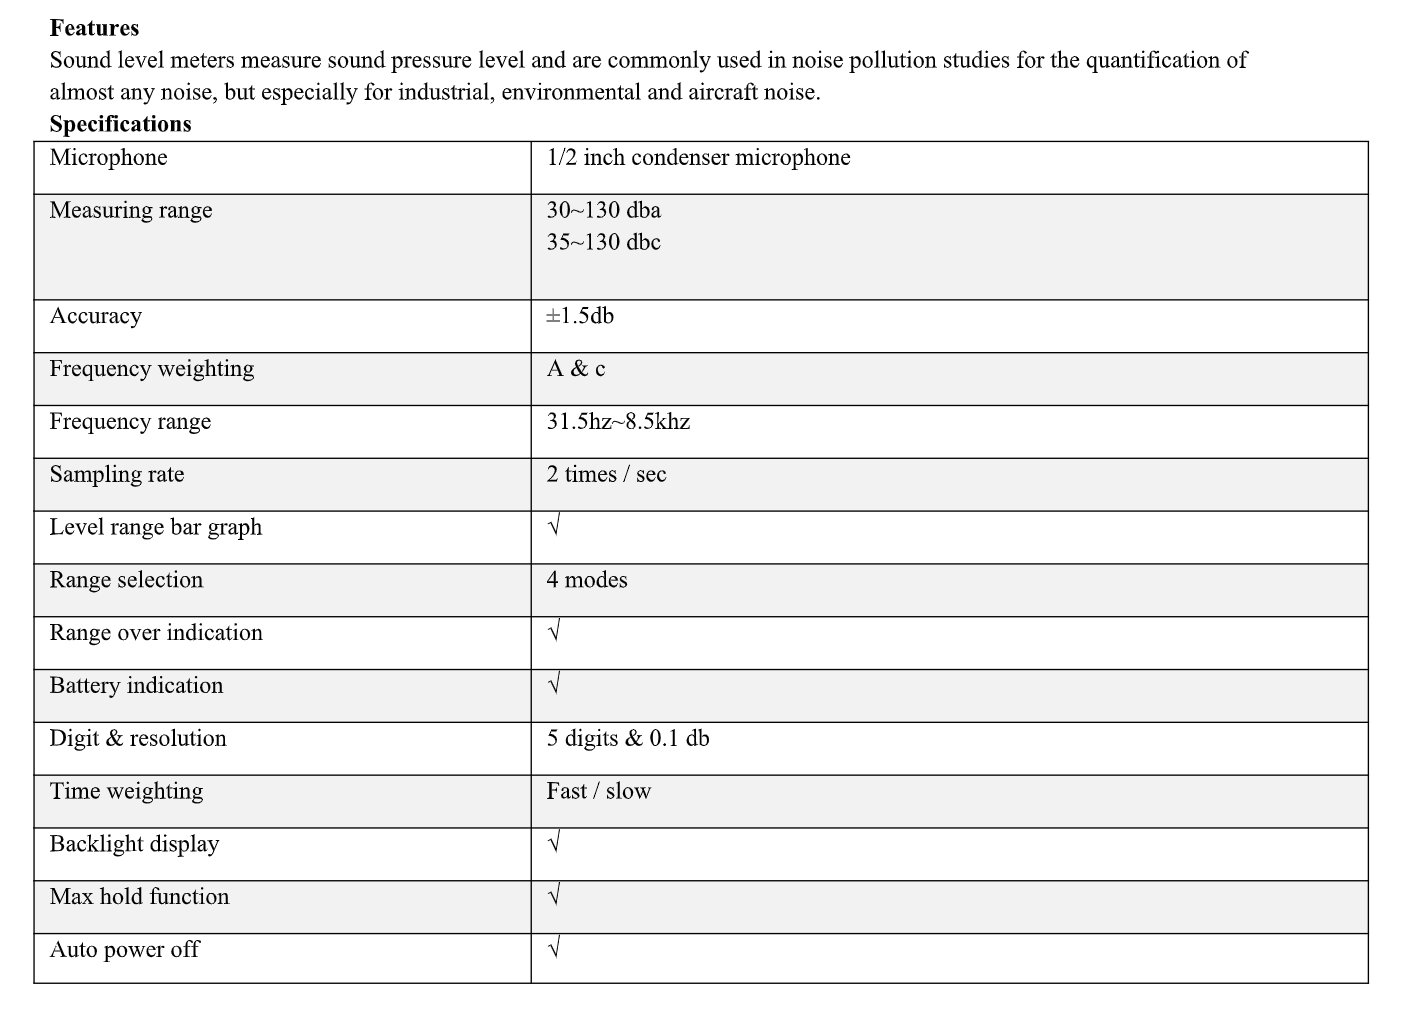 Features
Sound level meters measure sound pressure level and are commonly used in noise pollution studies for the quantification of
almost any noise, but especially for industrial, environmental and aircraft noise.
Specifications
Microphone 1/2 inch condenser microphone
Measuring range 30~130 dba
35~130 dbc
Accuracy ±1.5db
Frequency weighting A & c
Frequency range 31.5hz~8.5khz
Sampling rate 2 times / sec
Level range bar graph √
Range selection 4 modes
Range over indication √
Battery indication √
Digit & resolution 5 digits & 0.1 db
Time weighting Fast / slow
Backlight display √
Max hold function √
Auto power off √